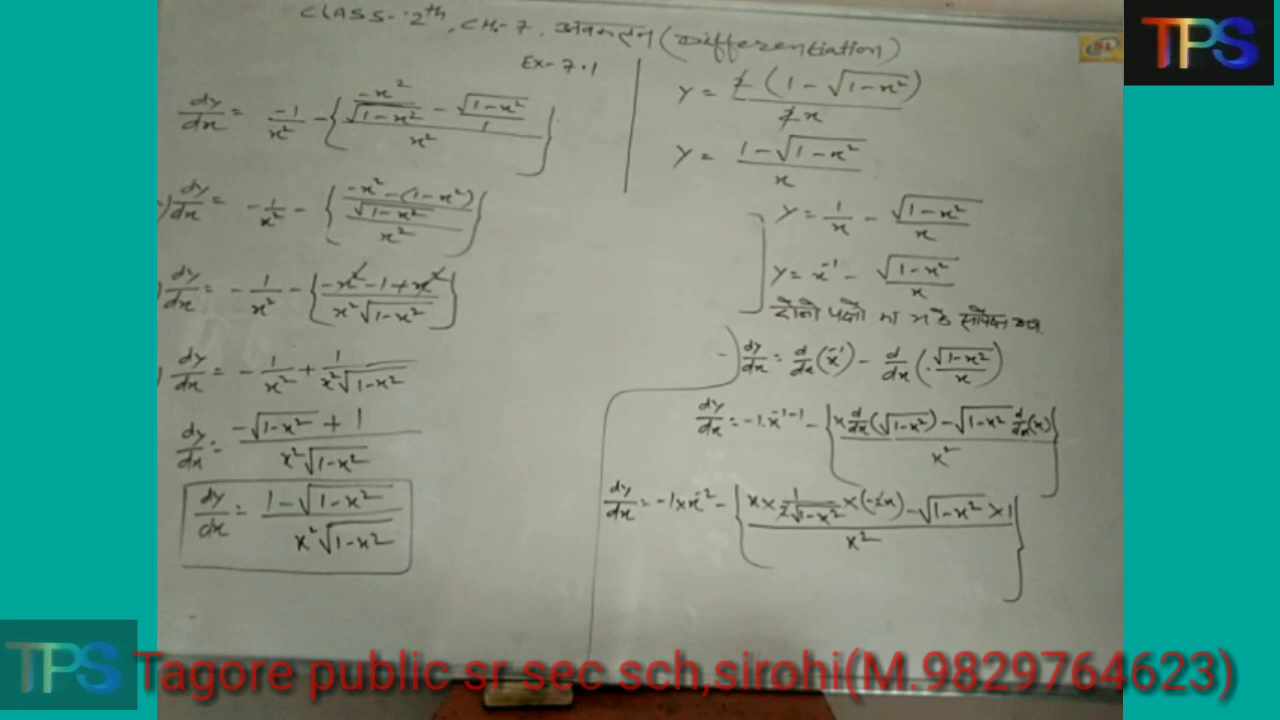 TPS
CLASS- 12th, CH.- 7. अवकलन (Differentiation)
SL
Ex- 7.1
y = 2 (1 - √(1-x²)) / 2x
y = (1 - √(1-x²)) / x
y = 1/x - √(1-x²)/x
y = x⁻¹ - √(1-x²)/x
दोनों पक्षों का x के सापेक्ष
dy/dx = d/dx (x⁻¹) - d/dx (√(1-x²)/x)
dy/dx = -1.x⁻¹⁻¹ - {(x d/dx (√(1-x²)) - √(1-x²) d/dx (x)) / x²}
dy/dx = -1 × x⁻² - {(x × 1/(2√(1-x²)) × (-2x) - √(1-x²) × 1) / x²}
dy/dx = -1/x² - {(-x²/√(1-x²) - √(1-x²)/1) / x²}
dy/dx = -1/x² - {((-x² - (1-x²))/√(1-x²)) / x²}
dy/dx = -1/x² - {(-x² - 1 + x²) / (x²√(1-x²))}
dy/dx = -1/x² + 1/(x²√(1-x²))
dy/dx = (-√(1-x²) + 1) / (x²√(1-x²))
dy/dx = (1 - √(1-x²)) / (x²√(1-x²))
TPS Tagore public sr sec sch,sirohi(M.9829764623)